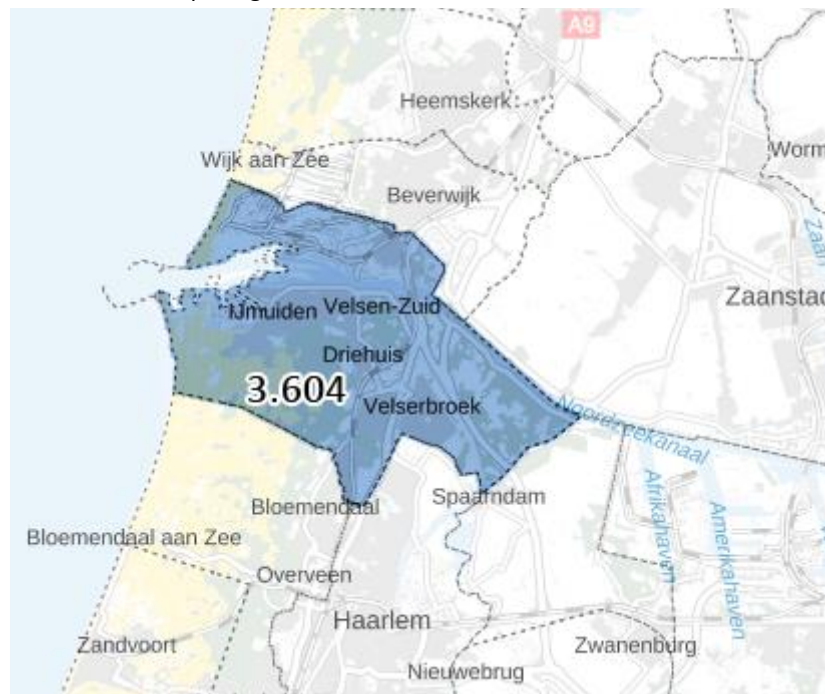 A9
Heemskerk
Wijk aan Zee
Worm
Beverwijk
Zaan
Zaanstad
IJmuiden
Velsen-Zuid
Driehuis
3.604
Velserbroek
Noordzeekanaal
Bloemendaal
Spaarndam
Afrikahaven
Amerikahaven
Bloemendaal aan Zee
Overveen
Haarlem
Zandvoort
Zwanenburg
Nieuwebrug